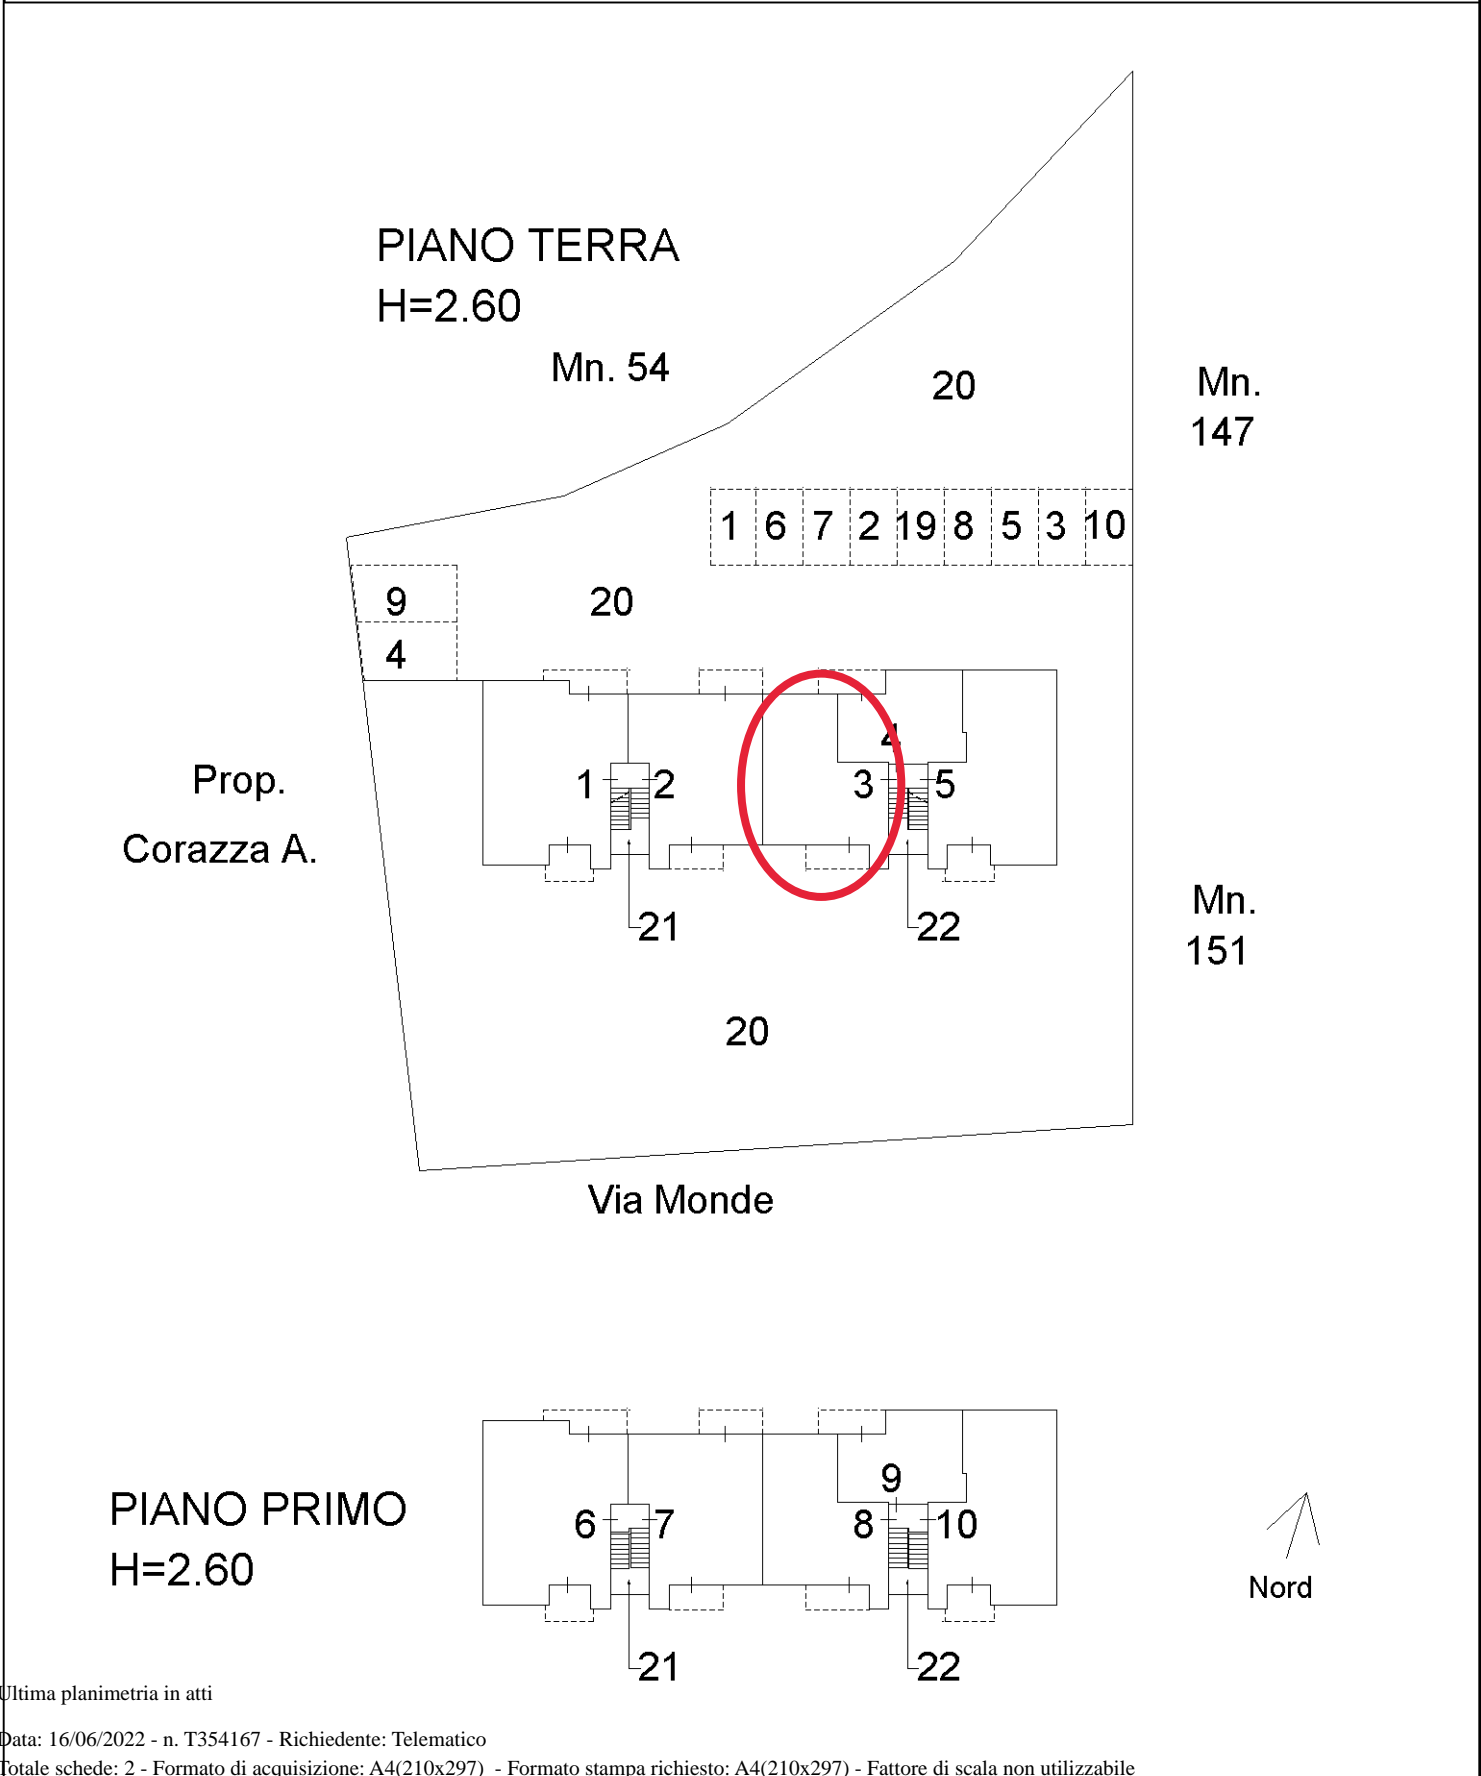 PIANO TERRA
H=2.60
Mn. 54
20
Mn.
147
1 6 7 2 19 8 5 3 10
9
20
4
4
Prop.
1 2 3 5
Corazza A.
21 22
Mn.
151
20
Via Monde
9
PIANO PRIMO
6 7 8 10
H=2.60
Nord
21 22
Ultima planimetria in atti
Data: 16/06/2022 - n. T354167 - Richiedente: Telematico
Totale schede: 2 - Formato di acquisizione: A4(210x297) - Formato stampa richiesto: A4(210x297) - Fattore di scala non utilizzabile